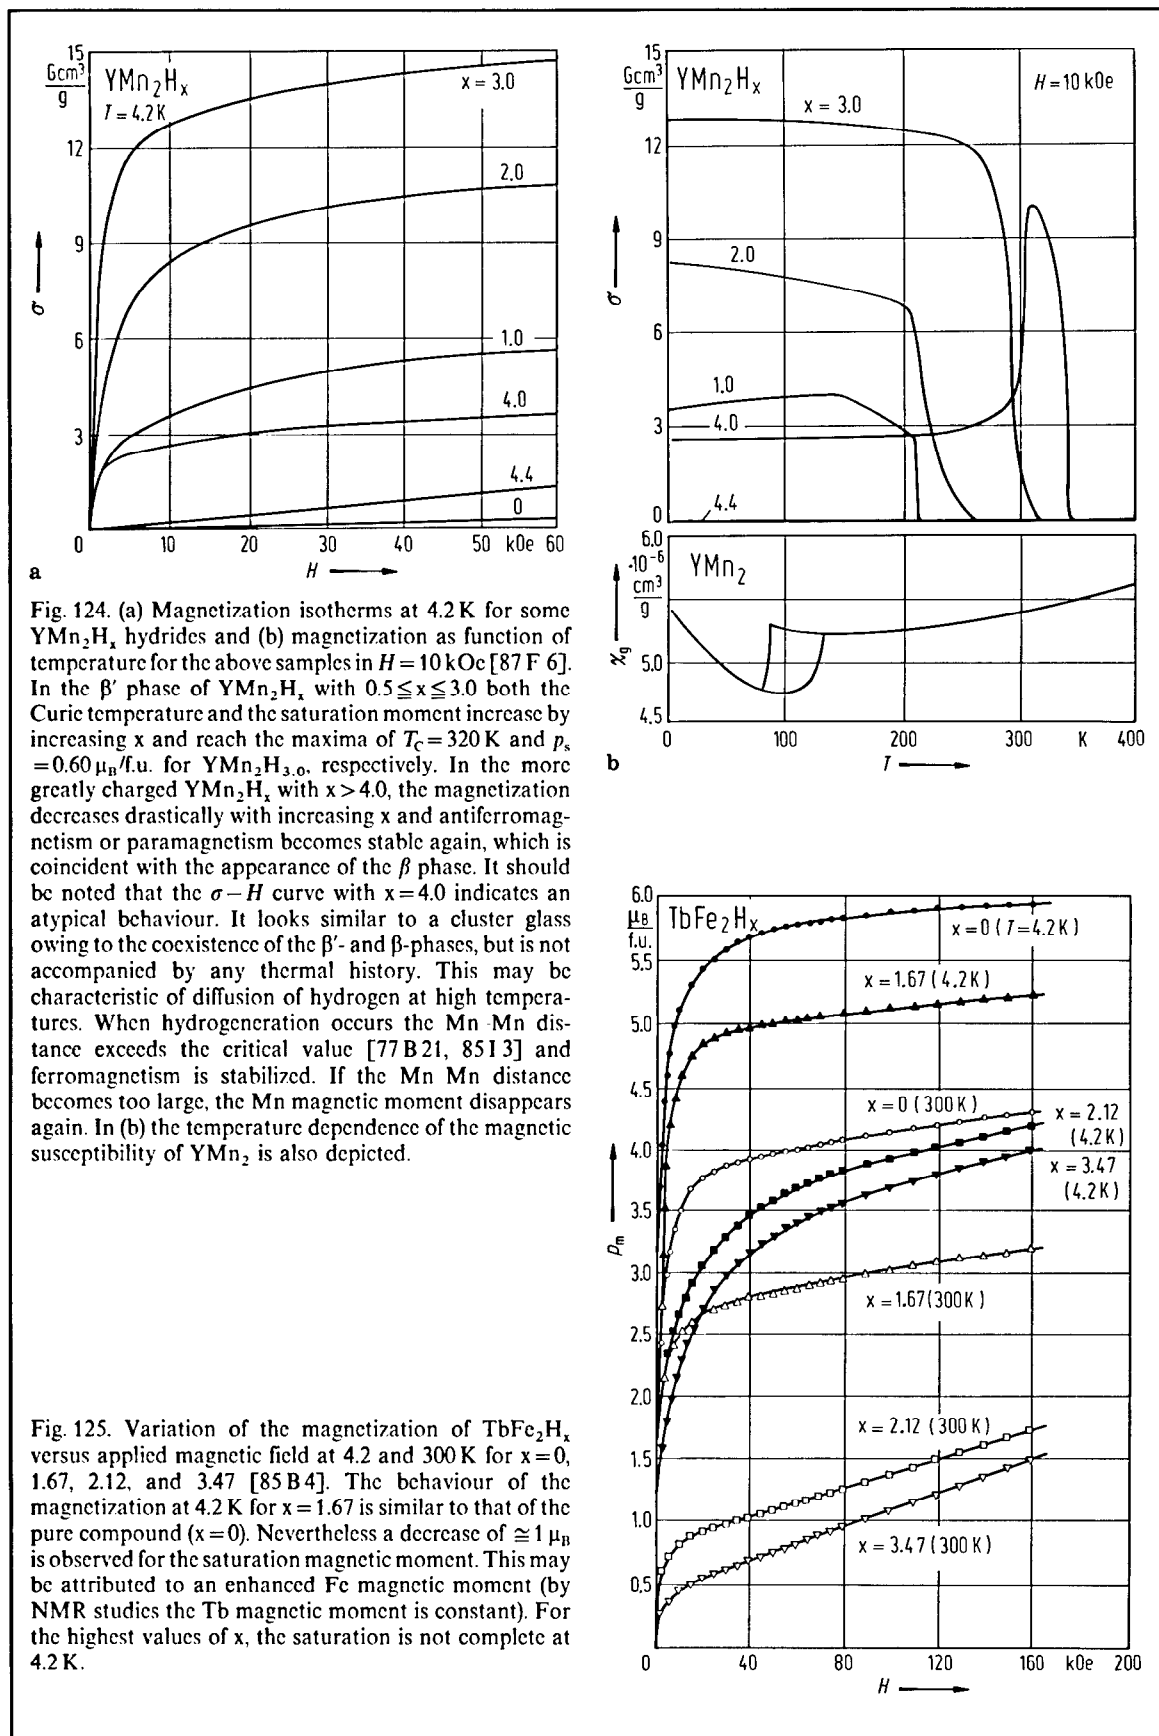 15
Gcm³
g
12
9
6
3
0
σ
YMn₂Hₓ
T = 4.2 K
x = 3.0
2.0
1.0
4.0
4.4
0
0 10 20 30 40 50 kOe 60
H
a
Fig. 124. (a) Magnetization isotherms at 4.2 K for some
YMn₂Hₓ hydrides and (b) magnetization as function of
temperature for the above samples in H = 10 kOe [87 F 6].
In the β′ phase of YMn₂Hₓ with 0.5 ≦ x ≦ 3.0 both the
Curie temperature and the saturation moment increase by
increasing x and reach the maxima of T_C = 320 K and pₛ
= 0.60 μ_B/f.u. for YMn₂H₃.₀, respectively. In the more
greatly charged YMn₂Hₓ with x > 4.0, the magnetization
decreases drastically with increasing x and antiferromag-
netism or paramagnetism becomes stable again, which is
coincident with the appearance of the β phase. It should
be noted that the σ–H curve with x = 4.0 indicates an
atypical behaviour. It looks similar to a cluster glass
owing to the coexistence of the β′- and β-phases, but is not
accompanied by any thermal history. This may be
characteristic of diffusion of hydrogen at high tempera-
tures. When hydrogeneration occurs the Mn Mn dis-
tance exceeds the critical value [77 B 21, 85 I 3] and
ferromagnetism is stabilized. If the Mn Mn distance
becomes too large, the Mn magnetic moment disappears
again. In (b) the temperature dependence of the magnetic
susceptibility of YMn₂ is also depicted.
15
Gcm³
g
12
9
6
3
0
σ
YMn₂Hₓ
H = 10 kOe
x = 3.0
2.0
1.0
4.0
4.4
6.0
·10⁻⁶
cm³
g
5.0
4.5
χ_g
YMn₂
0 100 200 300 K 400
T
b
6.0
μ_B
f.u.
5.5
5.0
4.5
4.0
3.5
3.0
2.5
2.0
1.5
1.0
0.5
0
p_m
TbFe₂Hₓ
x = 0 (T = 4.2 K)
x = 1.67 (4.2 K)
x = 0 (300 K)
x = 2.12
(4.2 K)
x = 3.47
(4.2 K)
x = 1.67 (300 K)
x = 2.12 (300 K)
x = 3.47 (300 K)
40 80 120 160 kOe 200
H
Fig. 125. Variation of the magnetization of TbFe₂Hₓ
versus applied magnetic field at 4.2 and 300 K for x = 0,
1.67, 2.12, and 3.47 [85 B 4]. The behaviour of the
magnetization at 4.2 K for x = 1.67 is similar to that of the
pure compound (x = 0). Nevertheless a decrease of ≅ 1 μ_B
is observed for the saturation magnetic moment. This may
be attributed to an enhanced Fe magnetic moment (by
NMR studies the Tb magnetic moment is constant). For
the highest values of x, the saturation is not complete at
4.2 K.